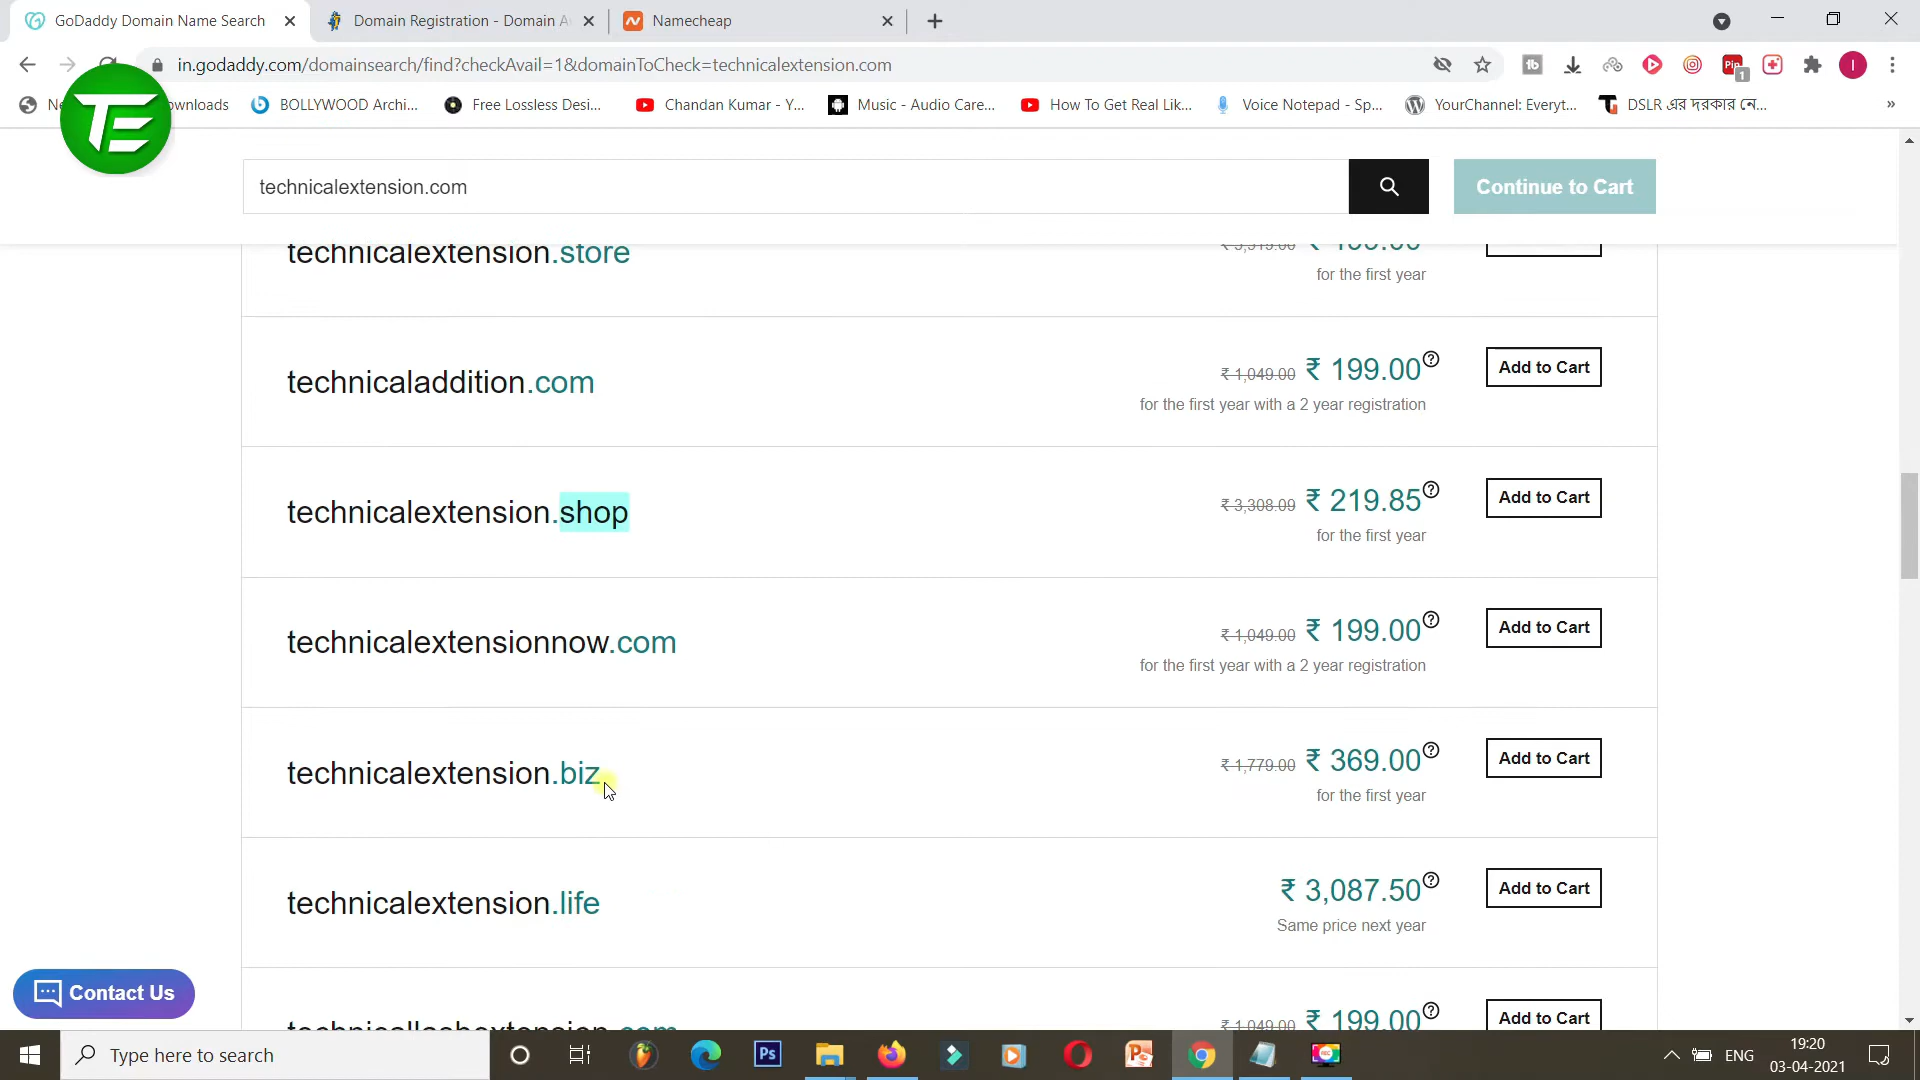 GoDaddy Domain Name Search
Domain Registration - Domain A
Namecheap
in.godaddy.com/domainsearch/find?checkAvail=1&domainToCheck=technicalextension.com
1
I
TE
wnloads
BOLLYWOOD Archi...
Free Lossless Desi...
Chandan Kumar - Y...
Music - Audio Care...
How To Get Real Lik...
Voice Notepad - Sp...
YourChannel: Everyt...
DSLR এর দরকার নে...
»
technicalextension.com
Continue to Cart
technicalextension.store
for the first year
technicaladdition.com
₹ 1,049.00 ₹ 199.00
for the first year with a 2 year registration
Add to Cart
technicalextension.shop
₹ 3,308.09 ₹ 219.85
for the first year
Add to Cart
technicalextensionnow.com
₹ 1,049.00 ₹ 199.00
for the first year with a 2 year registration
Add to Cart
technicalextension.biz
₹ 1,779.00 ₹ 369.00
for the first year
Add to Cart
technicalextension.life
₹ 3,087.50
Same price next year
Add to Cart
₹ 1,049.00 ₹ 199.00
Add to Cart
Contact Us
Type here to search
Ps
ENG
19:20
03-04-2021